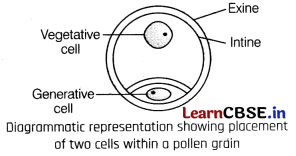 Exine
Vegetative
cell
Intine
Generative
cell
LearnCBSE.in
Diagrammatic representation showing placement
of two cells within a pollen grain